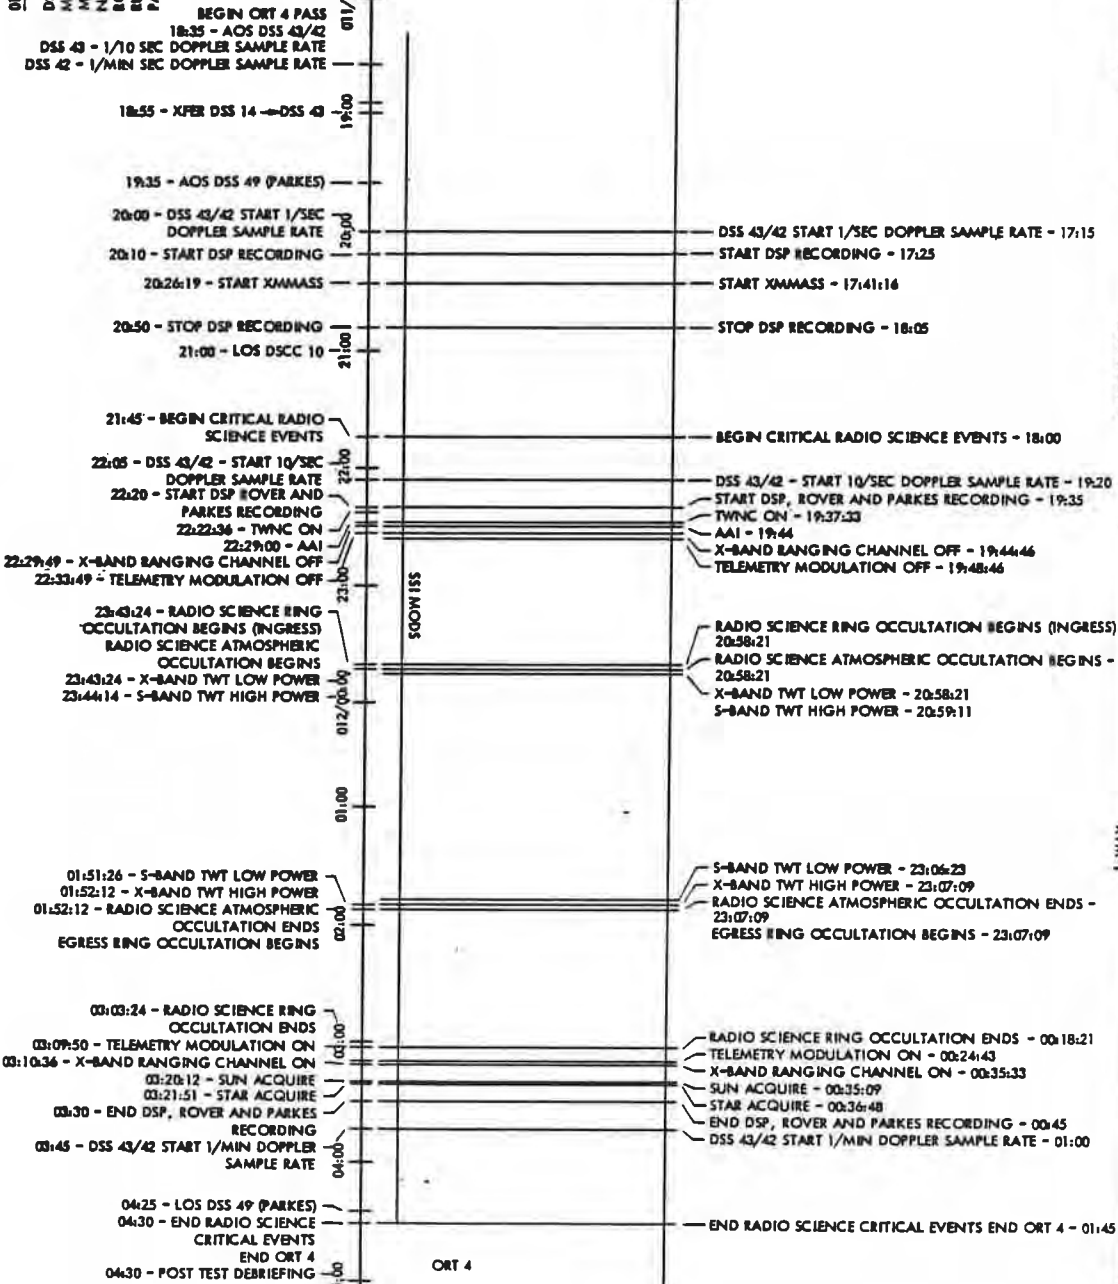 BEGIN ORT 4 PASS
18:35 - AOS DSS 43/42
DSS 43 - 1/10 SEC DOPPLER SAMPLE RATE
DSS 42 - 1/MIN SEC DOPPLER SAMPLE RATE
18:55 - XFER DSS 14 → DSS 43
19:35 - AOS DSS 49 (PARKES)
20:00 - DSS 43/42 START 1/SEC
DOPPLER SAMPLE RATE
20:10 - START DSP RECORDING
20:26:19 - START XMMASS
20:50 - STOP DSP RECORDING
21:00 - LOS DSCC 10
21:45 - BEGIN CRITICAL RADIO
SCIENCE EVENTS
22:05 - DSS 43/42 - START 10/SEC
DOPPLER SAMPLE RATE
22:20 - START DSP ROVER AND
PARKES RECORDING
22:22:36 - TWNC ON
22:29:00 - AAI
22:29:49 - X-BAND RANGING CHANNEL OFF
22:33:49 - TELEMETRY MODULATION OFF
23:43:24 - RADIO SCIENCE RING
OCCULTATION BEGINS (INGRESS)
RADIO SCIENCE ATMOSPHERIC
OCCULTATION BEGINS
23:43:24 - X-BAND TWT LOW POWER
23:44:14 - S-BAND TWT HIGH POWER
01:51:26 - S-BAND TWT LOW POWER
01:52:12 - X-BAND TWT HIGH POWER
01:52:12 - RADIO SCIENCE ATMOSPHERIC
OCCULTATION ENDS
EGRESS RING OCCULTATION BEGINS
03:03:24 - RADIO SCIENCE RING
OCCULTATION ENDS
03:09:50 - TELEMETRY MODULATION ON
03:10:36 - X-BAND RANGING CHANNEL ON
03:20:12 - SUN ACQUIRE
03:21:51 - STAR ACQUIRE
03:30 - END DSP, ROVER AND PARKES
RECORDING
03:45 - DSS 43/42 START 1/MIN DOPPLER
SAMPLE RATE
04:25 - LOS DSS 49 (PARKES)
04:30 - END RADIO SCIENCE
CRITICAL EVENTS
END ORT 4
04:30 - POST TEST DEBRIEFING
011/
19:00
20:00
21:00
22:00
23:00
012/00:00
01:00
02:00
03:00
04:00
:00
SSI MODS
ORT 4
DSS 43/42 START 1/SEC DOPPLER SAMPLE RATE - 17:15
START DSP RECORDING - 17:25
START XMMASS - 17:41:16
STOP DSP RECORDING - 18:05
BEGIN CRITICAL RADIO SCIENCE EVENTS - 18:00
DSS 43/42 - START 10/SEC DOPPLER SAMPLE RATE - 19:20
START DSP, ROVER AND PARKES RECORDING - 19:35
TWNC ON - 19:37:33
AAI - 19:44
X-BAND RANGING CHANNEL OFF - 19:44:46
TELEMETRY MODULATION OFF - 19:48:46
RADIO SCIENCE RING OCCULTATION BEGINS (INGRESS)
20:58:21
RADIO SCIENCE ATMOSPHERIC OCCULTATION BEGINS -
20:58:21
X-BAND TWT LOW POWER - 20:58:21
S-BAND TWT HIGH POWER - 20:59:11
S-BAND TWT LOW POWER - 23:06:23
X-BAND TWT HIGH POWER - 23:07:09
RADIO SCIENCE ATMOSPHERIC OCCULTATION ENDS -
23:07:09
EGRESS RING OCCULTATION BEGINS - 23:07:09
RADIO SCIENCE RING OCCULTATION ENDS - 00:18:21
TELEMETRY MODULATION ON - 00:24:43
X-BAND RANGING CHANNEL ON - 00:35:33
SUN ACQUIRE - 00:35:09
STAR ACQUIRE - 00:36:48
END DSP, ROVER AND PARKES RECORDING - 00:45
DSS 43/42 START 1/MIN DOPPLER SAMPLE RATE - 01:00
END RADIO SCIENCE CRITICAL EVENTS END ORT 4 - 01:45